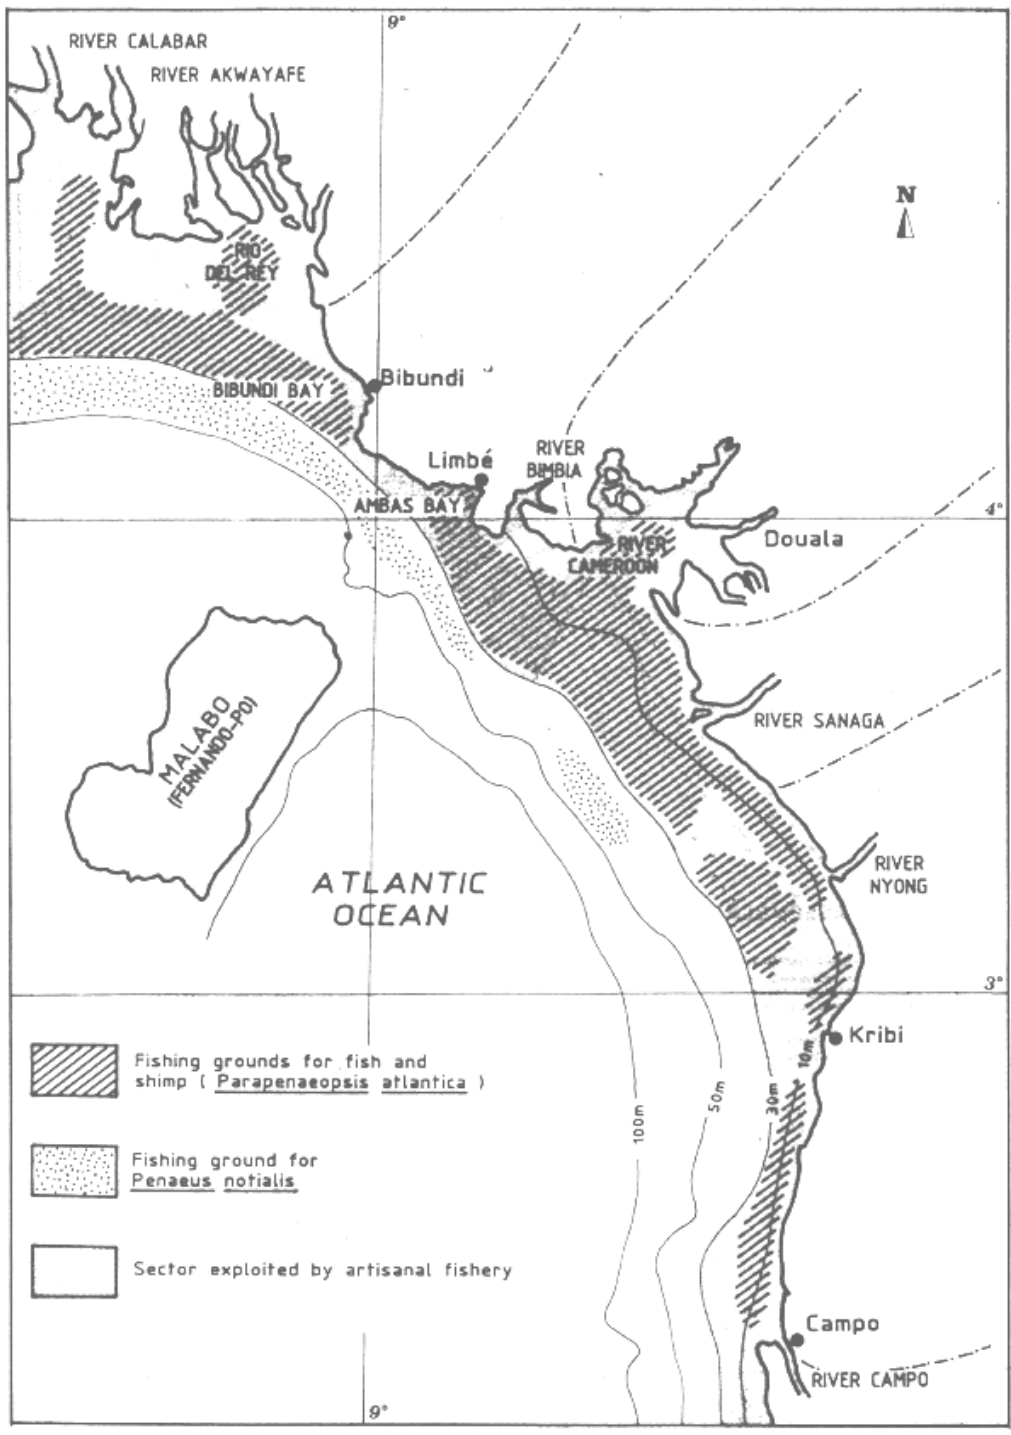 9°
RIVER CALABAR
RIVER AKWAYAFE
N
RIO
DEL REY
Bibundi
BIBUNDI BAY
RIVER
BIMBIA
Limbé
AMBAS BAY
4°
Douala
RIVER
CAMEROON
MALABO
(FERNANDO-PO)
RIVER SANAGA
RIVER
NYONG
ATLANTIC
OCEAN
3°
Kribi
10m
30m
50m
100m
Fishing grounds for fish and
shimp ( Parapenaeopsis atlantica )
Fishing ground for
Penaeus notialis
Sector exploited by artisanal fishery
Campo
RIVER CAMPO
9°